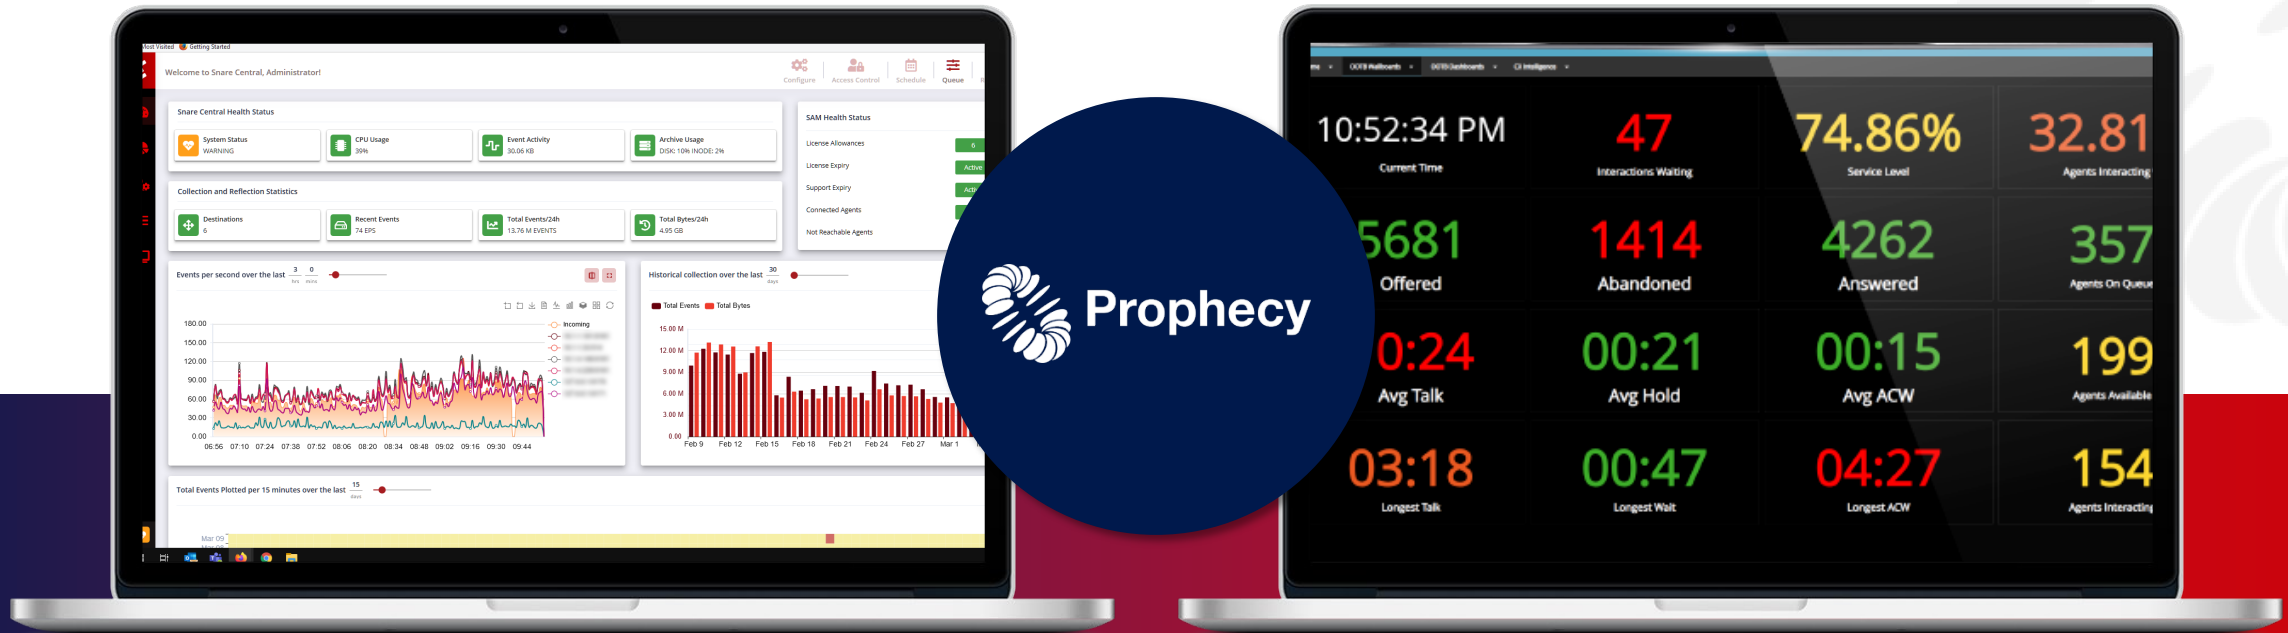 Most Visited Getting Started
Welcome to Snare Central, Administrator!
Configure Access Control Schedule Queue
Snare Central Health Status
System Status
WARNING
CPU Usage
39%
Event Activity
30.06 KB
Archive Usage
DISK: 10% INODE: 2%
Collection and Reflection Statistics
Destinations
6
Recent Events
74 EPS
Total Events/24h
13.76 M EVENTS
Total Bytes/24h
4.95 GB
SAM Health Status
License Allowances 6
License Expiry Active
Support Expiry
Connected Agents
Not Reachable Agents
Events per second over the last 3 0
hrs mins
Incoming
180.00
150.00
120.00
90.00
60.00
30.00
0.00
06:56 07:10 07:24 07:38 07:52 08:06 08:20 08:34 08:48 09:02 09:16 09:30 09:44
Historical collection over the last 30
days
Total Events Total Bytes
15.00 M
12.00 M
9.00 M
6.00 M
3.00 M
0.00
Feb 9 Feb 12 Feb 15 Feb 18 Feb 21 Feb 24 Feb 27 Mar 1
Total Events Plotted per 15 minutes over the last 15
days
Mar 09
Prophecy
OOTB Wallboards OOTB Dashboards CX Intelligence
10:52:34 PM
Current Time
47
Interactions Waiting
74.86%
Service Level
32.81
Agents Interacting
5681
Offered
1414
Abandoned
4262
Answered
357
Agents On Queue
0:24
Avg Talk
00:21
Avg Hold
00:15
Avg ACW
199
Agents Available
03:18
Longest Talk
00:47
Longest Wait
04:27
Longest ACW
154
Agents Interacting